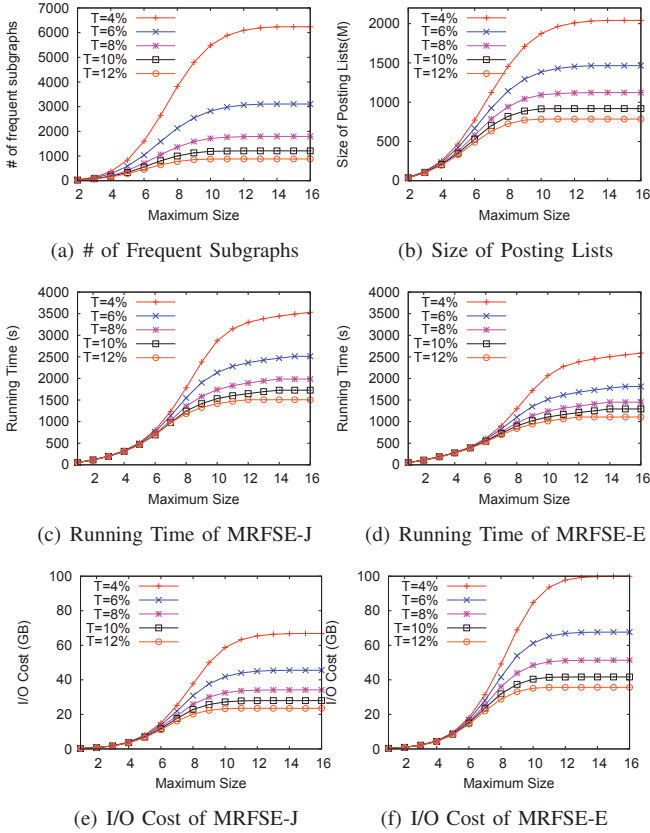 # of frequent subgraphs
7000
6000
5000
4000
3000
2000
1000
0
T=4%
T=6%
T=8%
T=10%
T=12%
2 4 6 8 10 12 14 16
Maximum Size
(a) # of Frequent Subgraphs
Size of Posting Lists(M)
2000
1500
1000
500
0
T=4%
T=6%
T=8%
T=10%
T=12%
2 4 6 8 10 12 14 16
Maximum Size
(b) Size of Posting Lists
Running Time (s)
4000
3500
3000
2500
2000
1500
1000
500
0
T=4%
T=6%
T=8%
T=10%
T=12%
2 4 6 8 10 12 14 16
Maximum Size
(c) Running Time of MRFSE-J
Running Time (s)
4000
3500
3000
2500
2000
1500
1000
500
0
T=4%
T=6%
T=8%
T=10%
T=12%
2 4 6 8 10 12 14 16
Maximum Size
(d) Running Time of MRFSE-E
I/O Cost (GB)
100
80
60
40
20
0
T=4%
T=6%
T=8%
T=10%
T=12%
2 4 6 8 10 12 14 16
Maximum Size
(e) I/O Cost of MRFSE-J
I/O Cost (GB)
100
80
60
40
20
0
T=4%
T=6%
T=8%
T=10%
T=12%
2 4 6 8 10 12 14 16
Maximum Size
(f) I/O Cost of MRFSE-E